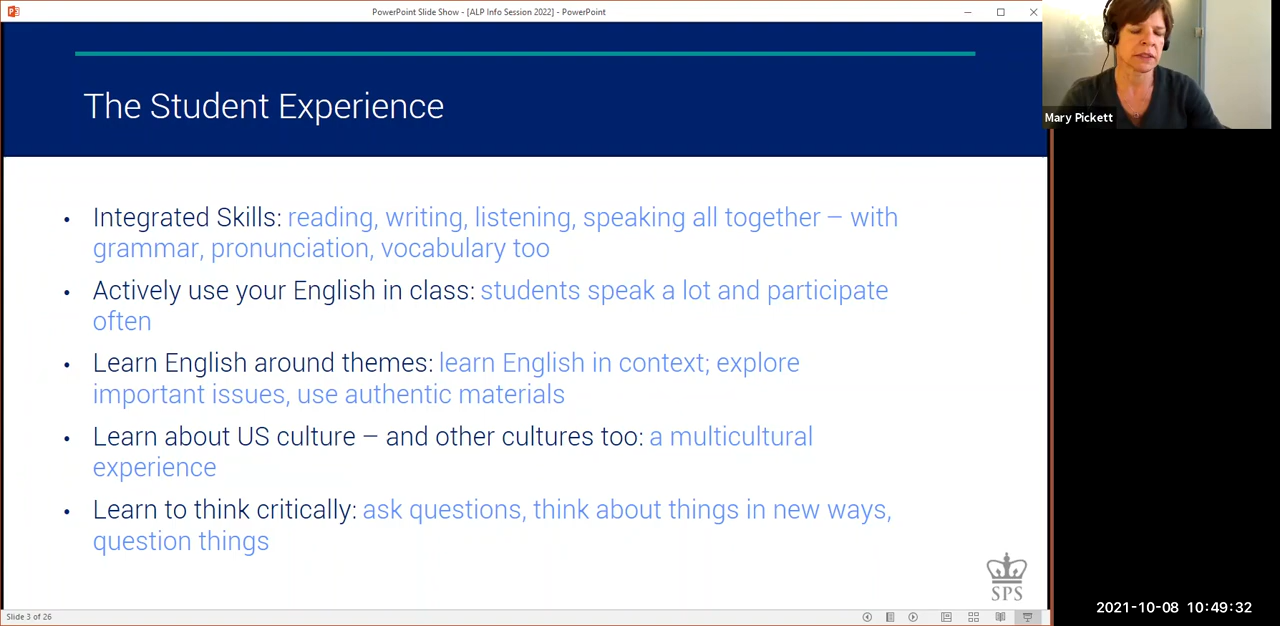 PowerPoint Slide Show - [ALP Info Session 2022] - PowerPoint
The Student Experience
Mary Pickett
• Integrated Skills: reading, writing, listening, speaking all together – with
grammar, pronunciation, vocabulary too
• Actively use your English in class: students speak a lot and participate
often
• Learn English around themes: learn English in context; explore
important issues, use authentic materials
• Learn about US culture – and other cultures too: a multicultural
experience
• Learn to think critically: ask questions, think about things in new ways,
question things
SPS
Slide 3 of 26
2021-10-08 10:49:32